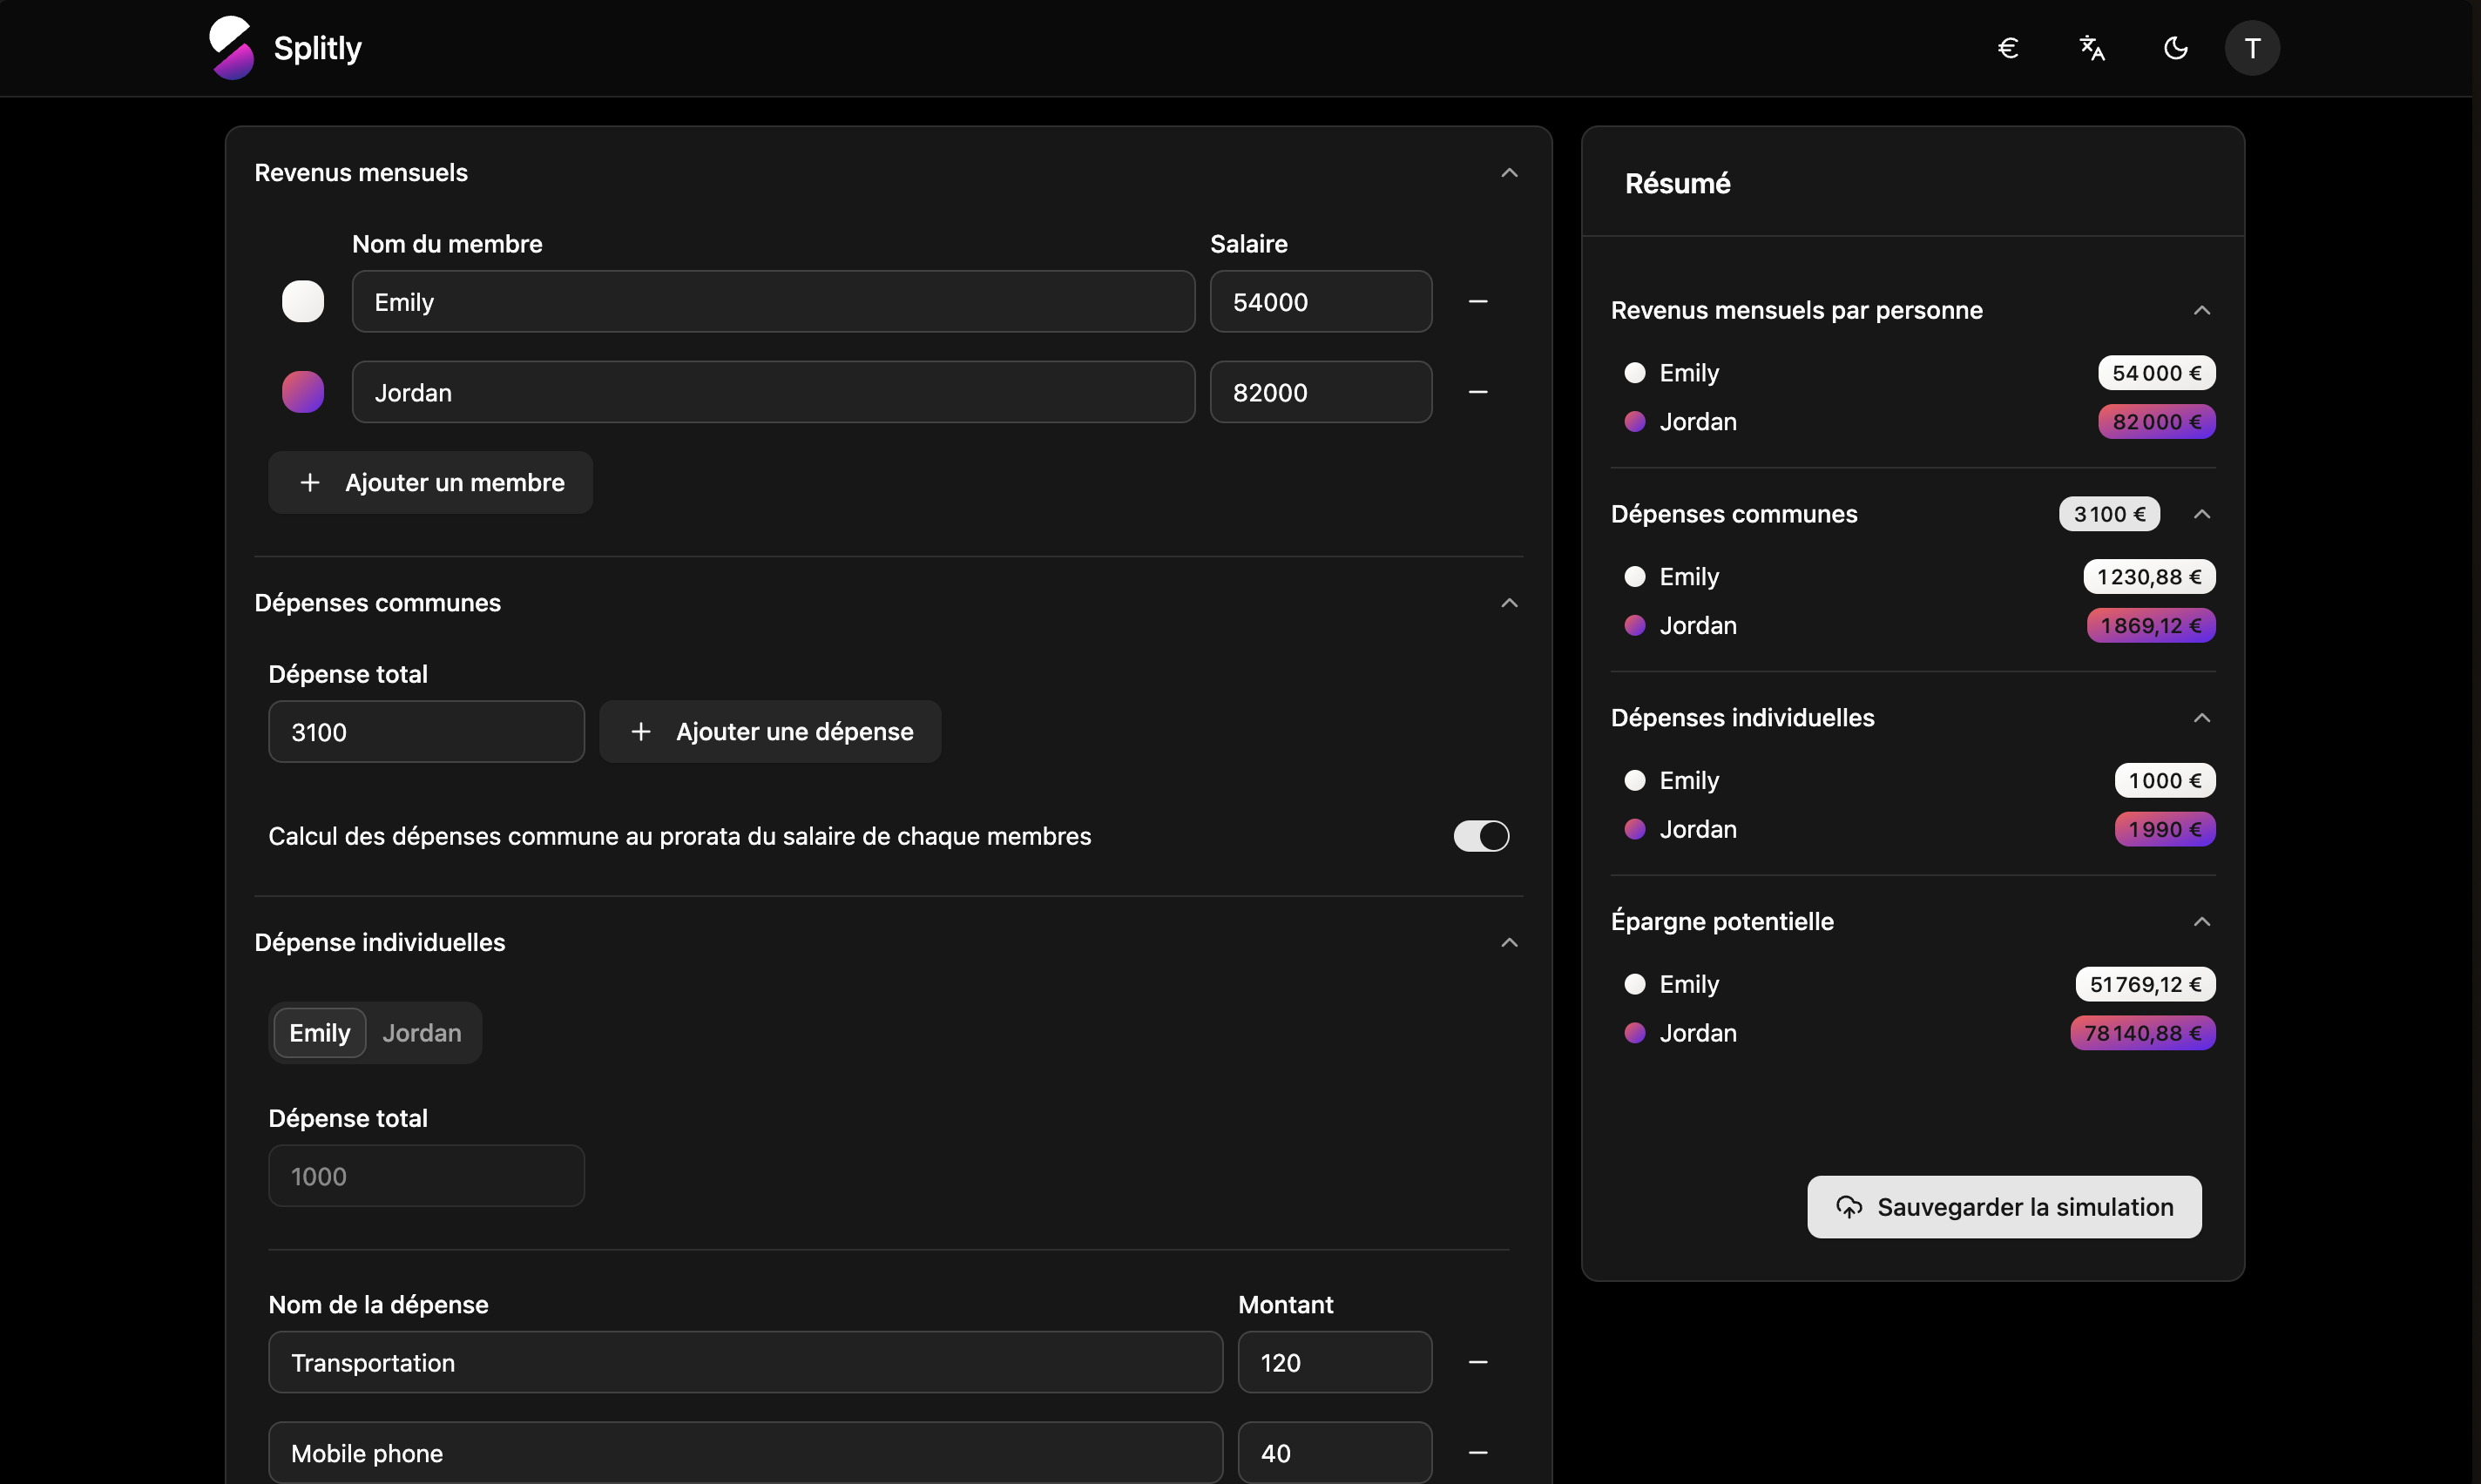 Splitly
€
T
Revenus mensuels
Nom du membre
Salaire
Emily
54000
Jordan
82000
Ajouter un membre
Dépenses communes
Dépense total
3100
Ajouter une dépense
Calcul des dépenses commune au prorata du salaire de chaque membres
Dépense individuelles
Emily
Jordan
Dépense total
1000
Nom de la dépense
Montant
Transportation
120
Mobile phone
40
Résumé
Revenus mensuels par personne
Emily
54 000 €
Jordan
82 000 €
Dépenses communes
3 100 €
Emily
1 230,88 €
Jordan
1 869,12 €
Dépenses individuelles
Emily
1 000 €
Jordan
1 990 €
Épargne potentielle
Emily
51 769,12 €
Jordan
78 140,88 €
Sauvegarder la simulation